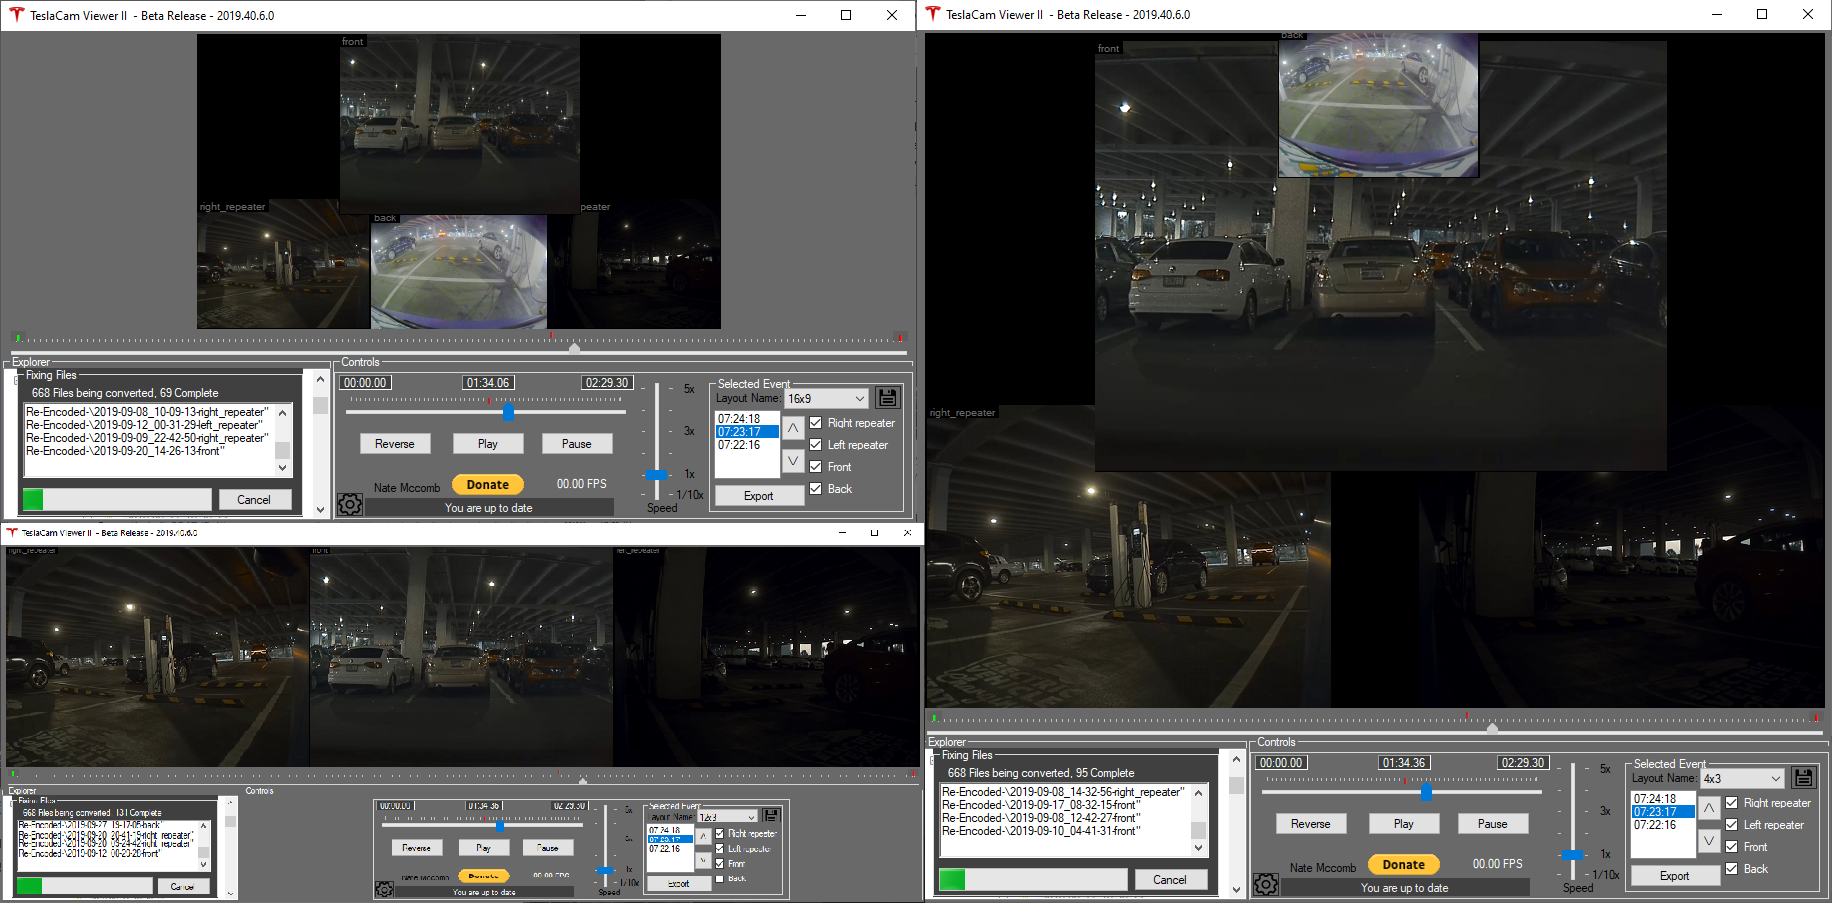 TeslaCam Viewer II - Beta Release - 2019.40.6.0
front
right_repeater
back
peater
Explorer
Fixing Files
668 Files being converted, 69 Complete
Re-Encoded-\2019-09-08_10-09-13-right_repeater"
Re-Encoded-\2019-09-12_00-31-29-left_repeater"
Re-Encoded-\2019-09-09_22-42-50-right_repeater"
Re-Encoded-\2019-09-20_14-26-13-front"
Cancel
Controls
00:00.00 01:34.06 02:29.30
Reverse Play Pause
Nate Mccomb Donate 00.00 FPS
You are up to date
5x
3x
1x
1/10x
Speed
Selected Event
Layout Name: 16x9
07:24:18
07:23:17
07:22:16
Right repeater
Left repeater
Front
Back
Export
TeslaCam Viewer II - Beta Release - 2019.40.6.0
front
back
right_repeater
Explorer
Fixing Files
668 Files being converted, 95 Complete
Re-Encoded-\2019-09-08_14-32-56-right_repeater"
Re-Encoded-\2019-09-17_08-32-15-front"
Re-Encoded-\2019-09-08_12-42-27-front"
Re-Encoded-\2019-09-10_04-41-31-front"
Cancel
Controls
00:00.00 01:34.36 02:29.30
Reverse Play Pause
Nate Mccomb Donate 00.00 FPS
You are up to date
5x
3x
1x
1/10x
Speed
Selected Event
Layout Name: 4x3
07:24:18
07:23:17
07:22:16
Right repeater
Left repeater
Front
Back
Export
TeslaCam Viewer II - Beta Release - 2019.40.6.0
right_repeater
front
left_repeater
Explorer
Fixing Files
668 Files being converted, 131 Complete
Re-Encoded-\2019-09-27_19-17-05-back"
Re-Encoded-\2019-09-20_20-41-19-right_repeater"
Re-Encoded-\2019-09-20_09-24-42-right_repeater"
Re-Encoded-\2019-09-12_00-29-28-front"
Cancel
Controls
00:00.00 01:34.36 02:29.30
Reverse Play Pause
Nate Mccomb Donate 00.00 FPS
You are up to date
1x
1/10x
Speed
Selected Event
Layout Name: 12x3
07:24:18
07:23:17
07:22:16
Right repeater
Left repeater
Front
Back
Export